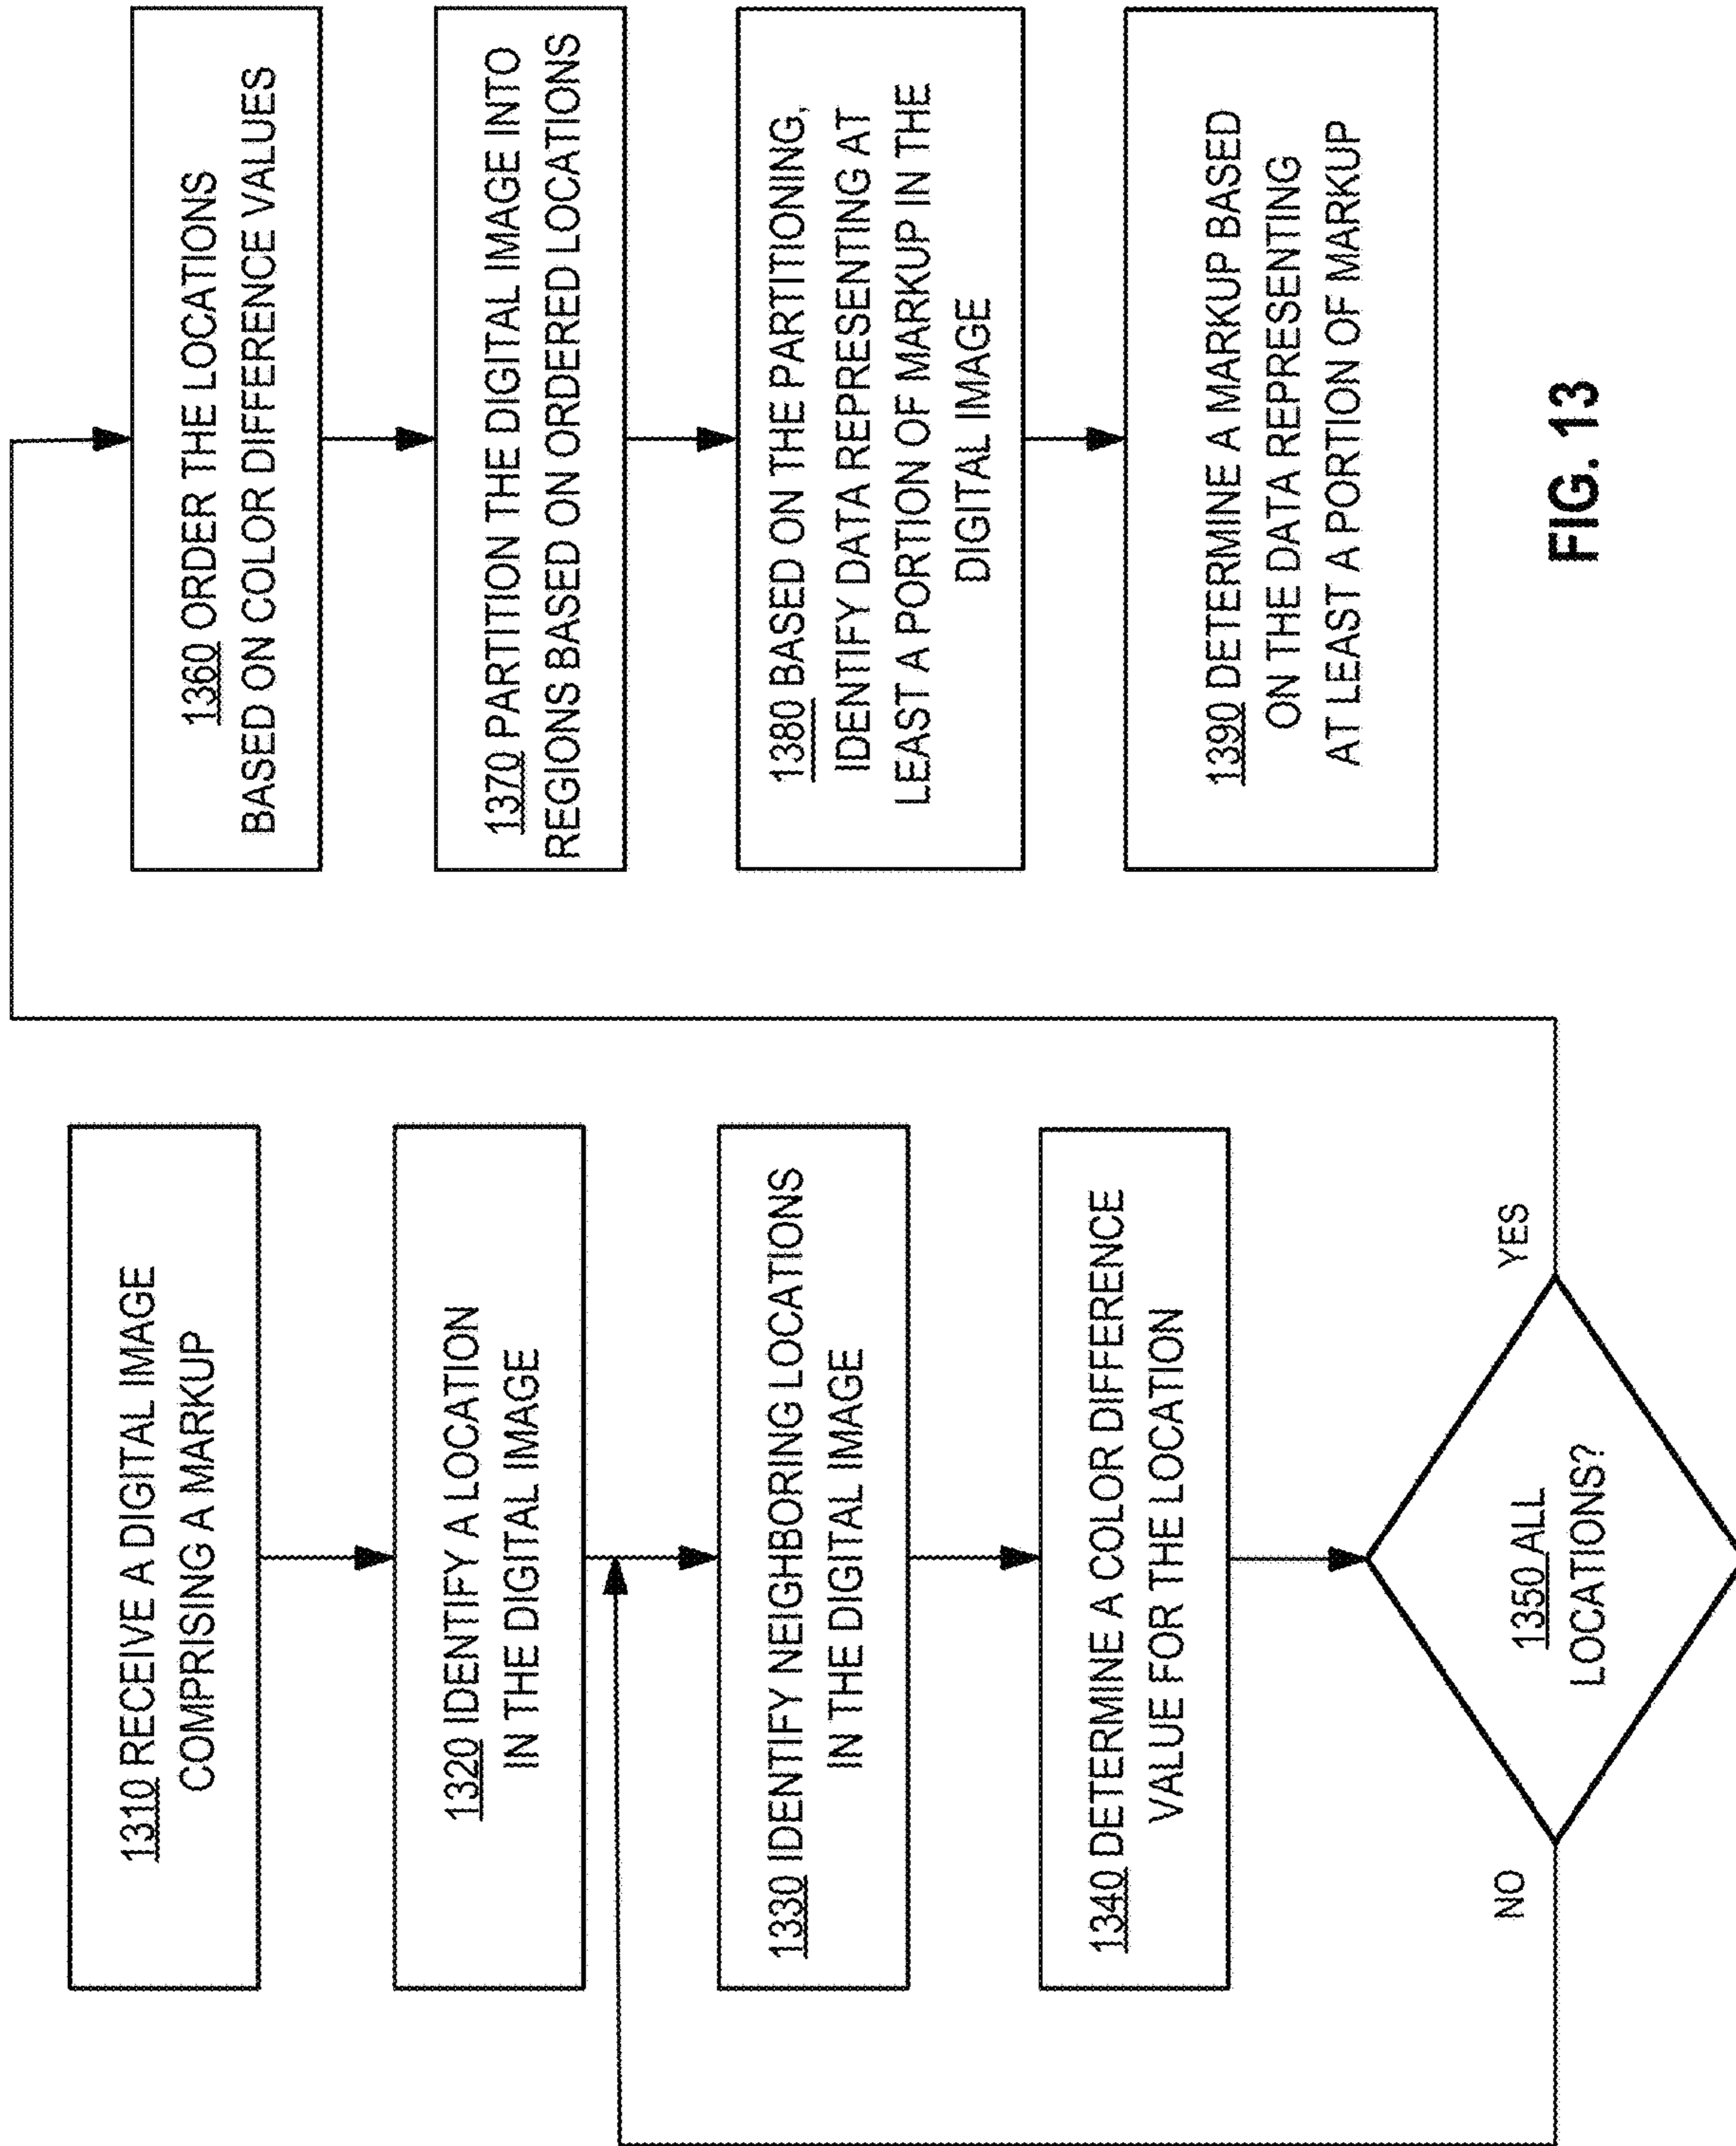 1310 RECEIVE A DIGITAL IMAGE
COMPRISING A MARKUP
1320 IDENTIFY A LOCATION
IN THE DIGITAL IMAGE
1330 IDENTIFY NEIGHBORING LOCATIONS
IN THE DIGITAL IMAGE
1340 DETERMINE A COLOR DIFFERENCE
VALUE FOR THE LOCATION
NO
YES
1350 ALL
LOCATIONS?
1360 ORDER THE LOCATIONS
BASED ON COLOR DIFFERENCE VALUES
1370 PARTITION THE DIGITAL IMAGE INTO
REGIONS BASED ON ORDERED LOCATIONS
1380 BASED ON THE PARTITIONING,
IDENTIFY DATA REPRESENTING AT
LEAST A PORTION OF MARKUP IN THE
DIGITAL IMAGE
1390 DETERMINE A MARKUP BASED
ON THE DATA REPRESENTING
AT LEAST A PORTION OF MARKUP
FIG. 13